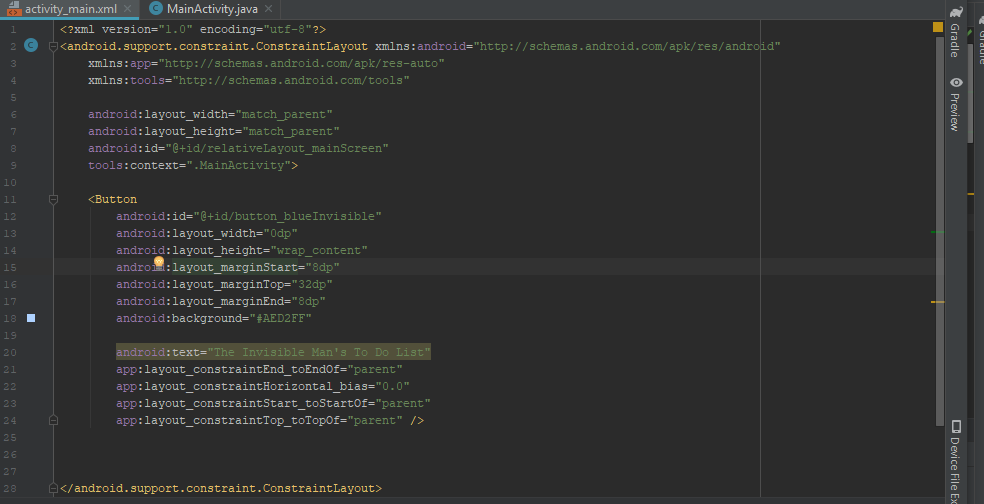 activity_main.xml MainActivity.java
1 <?xml version="1.0" encoding="utf-8"?>
2 <android.support.constraint.ConstraintLayout xmlns:android="http://schemas.android.com/apk/res/android"
3 xmlns:app="http://schemas.android.com/apk/res-auto"
4 xmlns:tools="http://schemas.android.com/tools"
5
6 android:layout_width="match_parent"
7 android:layout_height="match_parent"
8 android:id="@+id/relativeLayout_mainScreen"
9 tools:context=".MainActivity">
10
11 <Button
12 android:id="@+id/button_blueInvisible"
13 android:layout_width="0dp"
14 android:layout_height="wrap_content"
15 android:layout_marginStart="8dp"
16 android:layout_marginTop="32dp"
17 android:layout_marginEnd="8dp"
18 android:background="#AED2FF"
19
20 android:text="The Invisible Man's To Do List"
21 app:layout_constraintEnd_toEndOf="parent"
22 app:layout_constraintHorizontal_bias="0.0"
23 app:layout_constraintStart_toStartOf="parent"
24 app:layout_constraintTop_toTopOf="parent" />
25
26
27
28 </android.support.constraint.ConstraintLayout>
Gradle
Preview
Device File Ex